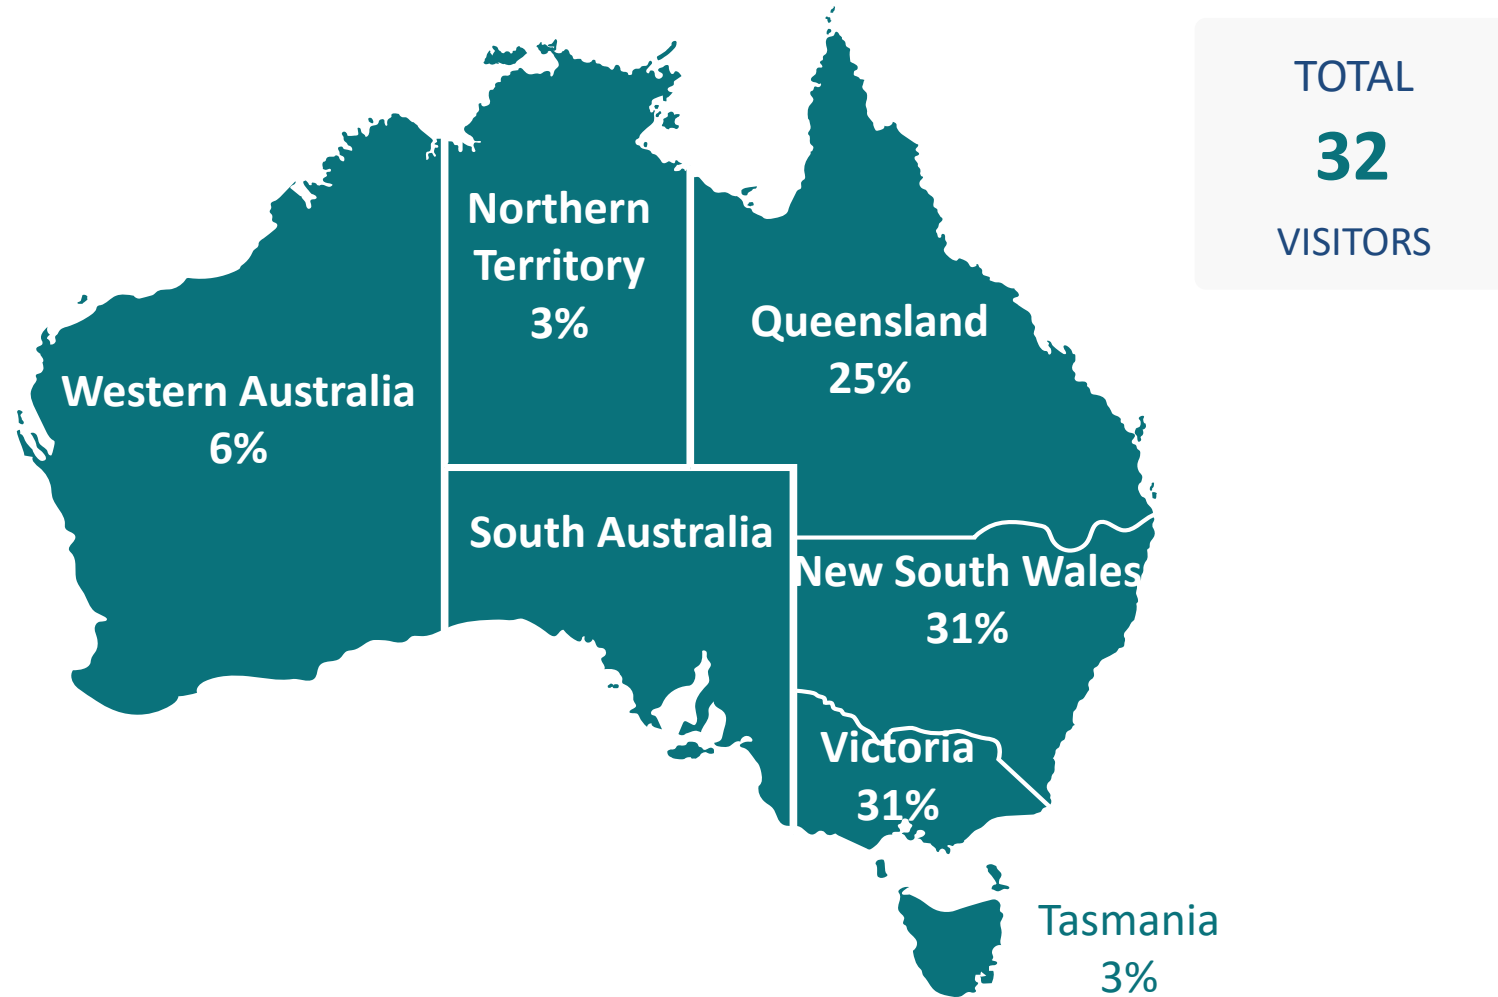 TOTAL
32
VISITORS
Northern
Territory
3%
Queensland
25%
Western Australia
6%
South Australia
New South Wales
31%
Victoria
31%
Tasmania
3%